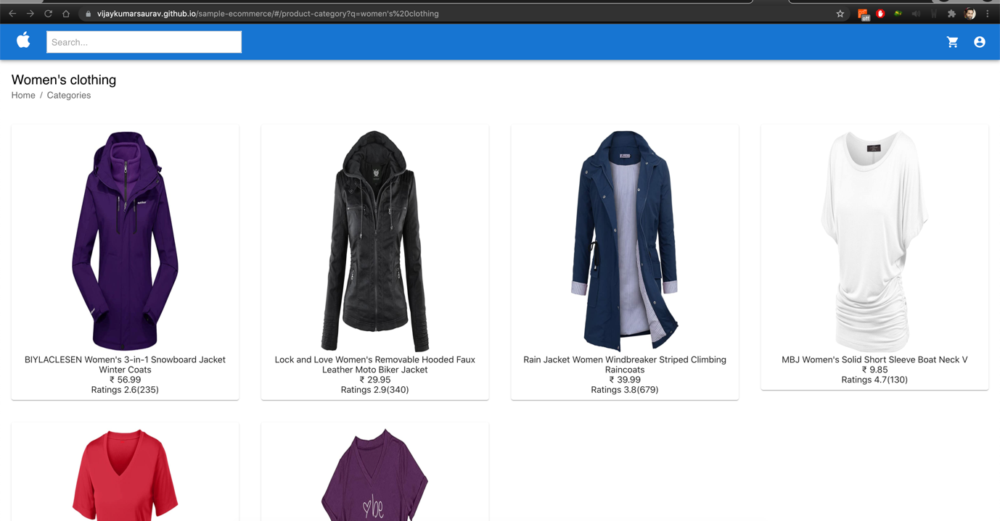 vijaykumarsaurav.github.io/sample-ecommerce/#/product-category?q=women's%20clothing
off
Search...
Women's clothing
Home / Categories
BIYLACLESEN Women's 3-in-1 Snowboard Jacket
Winter Coats
₹ 56.99
Ratings 2.6(235)
Lock and Love Women's Removable Hooded Faux
Leather Moto Biker Jacket
₹ 29.95
Ratings 2.9(340)
Rain Jacket Women Windbreaker Striped Climbing
Raincoats
₹ 39.99
Ratings 3.8(679)
MBJ Women's Solid Short Sleeve Boat Neck V
₹ 9.85
Ratings 4.7(130)
be